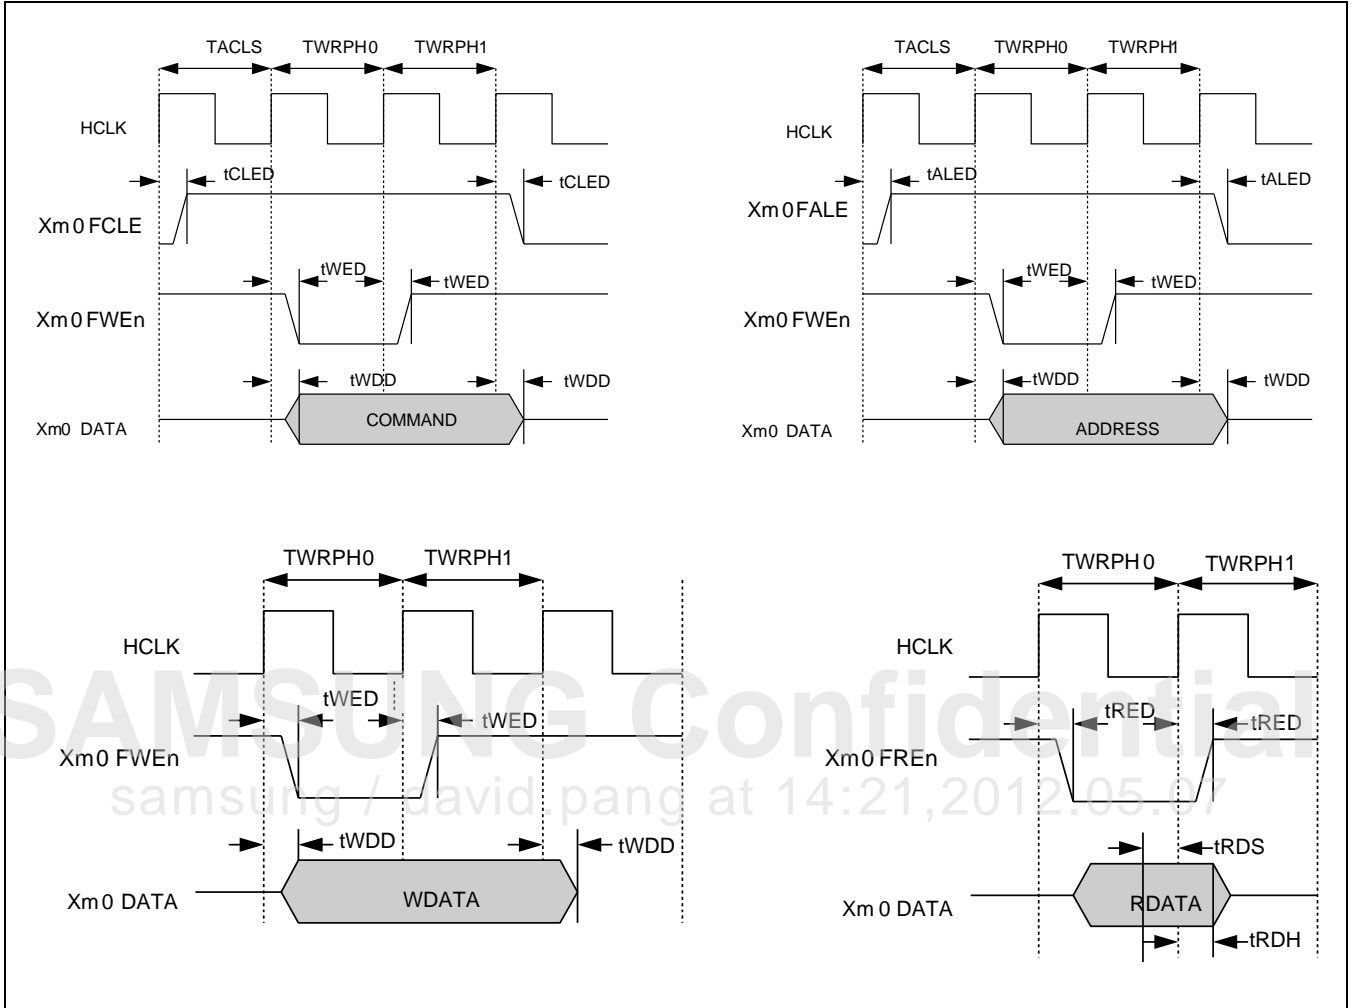 TACLS TWRPH0 TWRPH1
HCLK
tCLED tCLED
Xm0FCLE
tWED tWED
Xm0FWEn
tWDD tWDD
COMMAND
Xm0 DATA
TACLS TWRPH0 TWRPH1
HCLK
tALED tALED
Xm0FALE
tWED tWED
Xm0FWEn
tWDD tWDD
ADDRESS
Xm0 DATA
TWRPH0 TWRPH1
HCLK
tWED tWED
Xm0 FWEn
tWDD tWDD
WDATA
Xm0 DATA
TWRPH0 TWRPH1
HCLK
tRED tRED
Xm0 FREn
tRDS
RDATA
Xm0 DATA
tRDH
SAMSUNG Confidential
samsung / david.pang at 14:21,2012.05.07